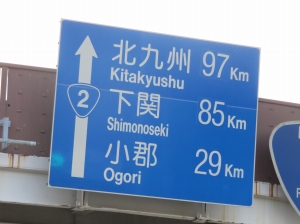 北九州 97Km
Kitakyushu
2
下関 85Km
Shimonoseki
小郡 29Km
Ogori